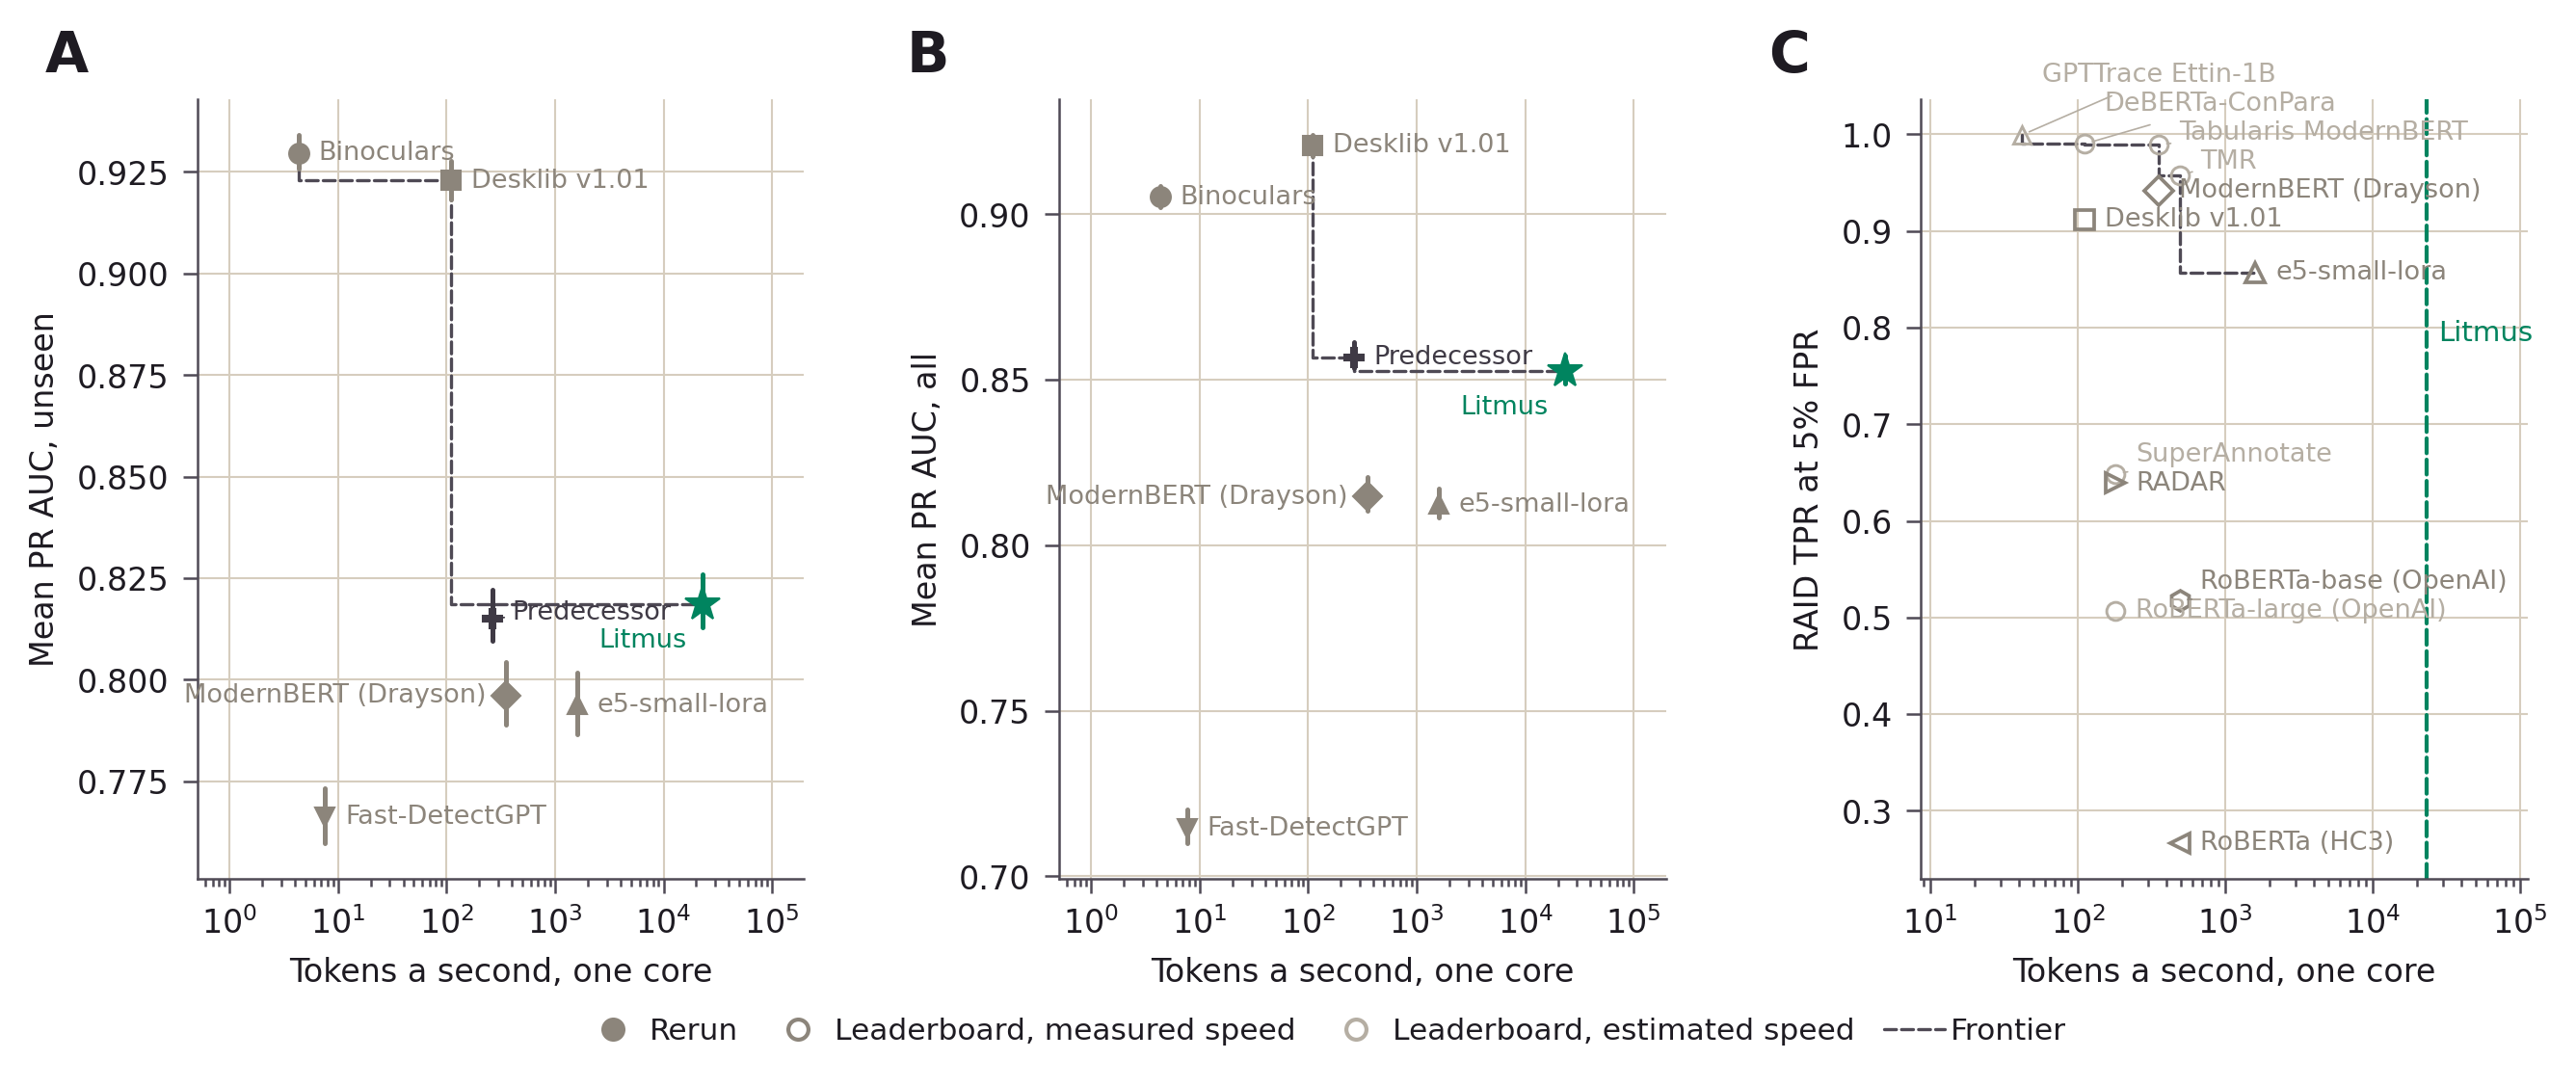 A
Mean PR AUC, unseen
0.925
0.900
0.875
0.850
0.825
0.800
0.775
Binoculars
Desklib v1.01
Predecessor
Litmus
ModernBERT (Drayson)
e5-small-lora
Fast-DetectGPT
10⁰ 10¹ 10² 10³ 10⁴ 10⁵
Tokens a second, one core
B
Mean PR AUC, all
0.90
0.85
0.80
0.75
0.70
Desklib v1.01
Binoculars
Predecessor
Litmus
ModernBERT (Drayson)
e5-small-lora
Fast-DetectGPT
10⁰ 10¹ 10² 10³ 10⁴ 10⁵
Tokens a second, one core
C
RAID TPR at 5% FPR
1.0
0.9
0.8
0.7
0.6
0.5
0.4
0.3
GPTTrace Ettin-1B
DeBERTa-ConPara
Tabularis ModernBERT
TMR
ModernBERT (Drayson)
Desklib v1.01
e5-small-lora
Litmus
SuperAnnotate
RADAR
RoBERTa-base (OpenAI)
RoBERTa-large (OpenAI)
RoBERTa (HC3)
10¹ 10² 10³ 10⁴ 10⁵
Tokens a second, one core
Rerun Leaderboard, measured speed Leaderboard, estimated speed Frontier